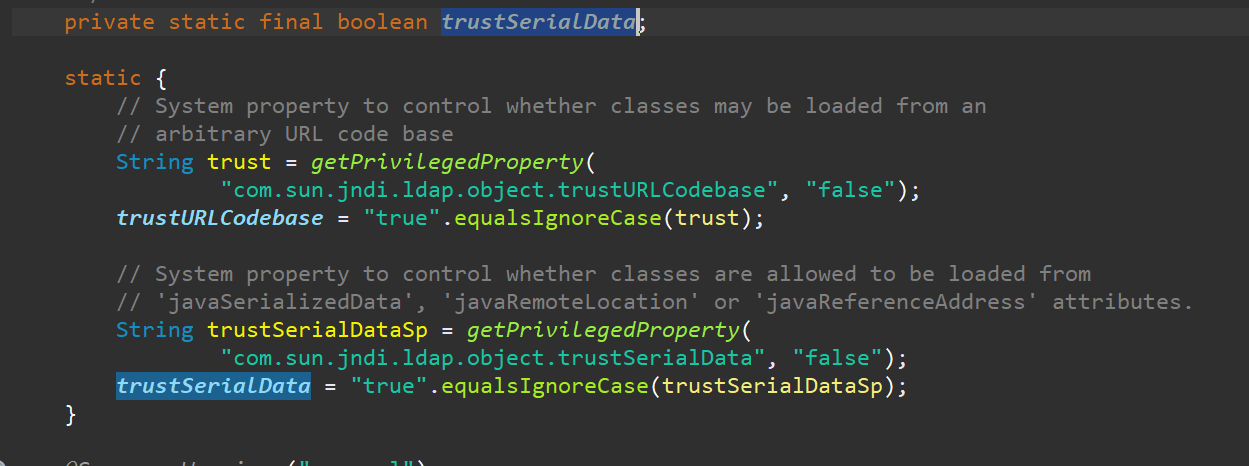 private static final boolean trustSerialData;
static {
// System property to control whether classes may be loaded from an
// arbitrary URL code base
String trust = getPrivilegedProperty(
"com.sun.jndi.ldap.object.trustURLCodebase", "false");
trustURLCodebase = "true".equalsIgnoreCase(trust);
// System property to control whether classes are allowed to be loaded from
// 'javaSerializedData', 'javaRemoteLocation' or 'javaReferenceAddress' attributes.
String trustSerialDataSp = getPrivilegedProperty(
"com.sun.jndi.ldap.object.trustSerialData", "false");
trustSerialData = "true".equalsIgnoreCase(trustSerialDataSp);
}